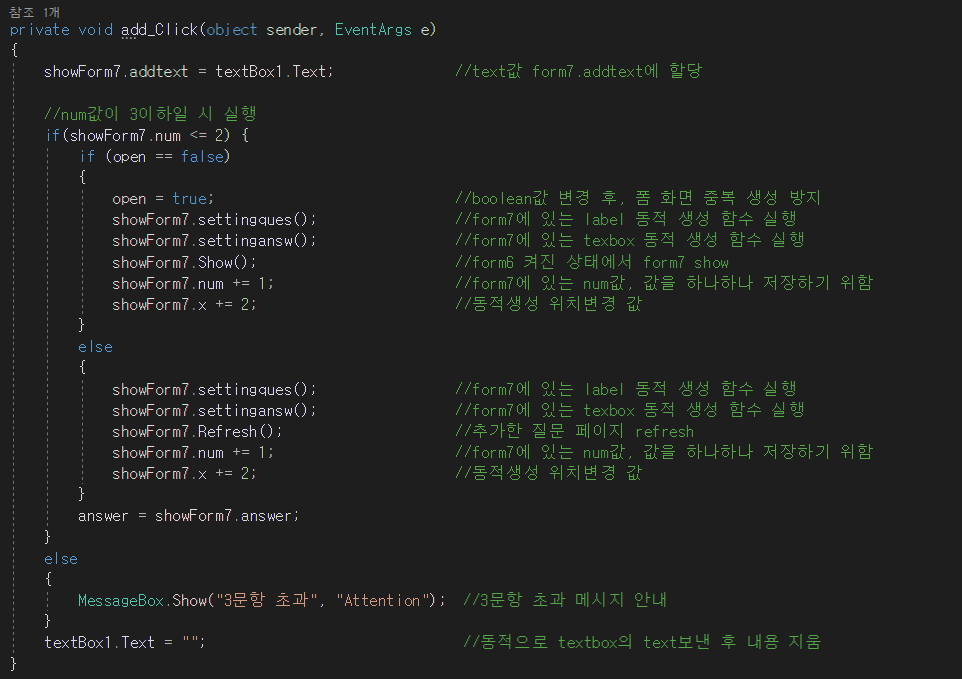 참조 1개
private void add_Click(object sender, EventArgs e)
{
showForm7.addtext = textBox1.Text; //text값 form7.addtext에 할당
//num값이 3이하일 시 실행
if(showForm7.num <= 2) {
if (open == false)
{
open = true; //boolean값 변경 후, 폼 화면 중복 생성 방지
showForm7.settingques(); //form7에 있는 label 동적 생성 함수 실행
showForm7.settingansw(); //form7에 있는 texbox 동적 생성 함수 실행
showForm7.Show(); //form6 켜진 상태에서 form7 show
showForm7.num += 1; //form7에 있는 num값, 값을 하나하나 저장하기 위함
showForm7.x += 2; //동적생성 위치변경 값
}
else
{
showForm7.settingques(); //form7에 있는 label 동적 생성 함수 실행
showForm7.settingansw(); //form7에 있는 texbox 동적 생성 함수 실행
showForm7.Refresh(); //추가한 질문 페이지 refresh
showForm7.num += 1; //form7에 있는 num값, 값을 하나하나 저장하기 위함
showForm7.x += 2; //동적생성 위치변경 값
}
answer = showForm7.answer;
}
else
{
MessageBox.Show("3문항 초과", "Attention"); //3문항 초과 메시지 안내
}
textBox1.Text = ""; //동적으로 textbox의 text보낸 후 내용 지움
}